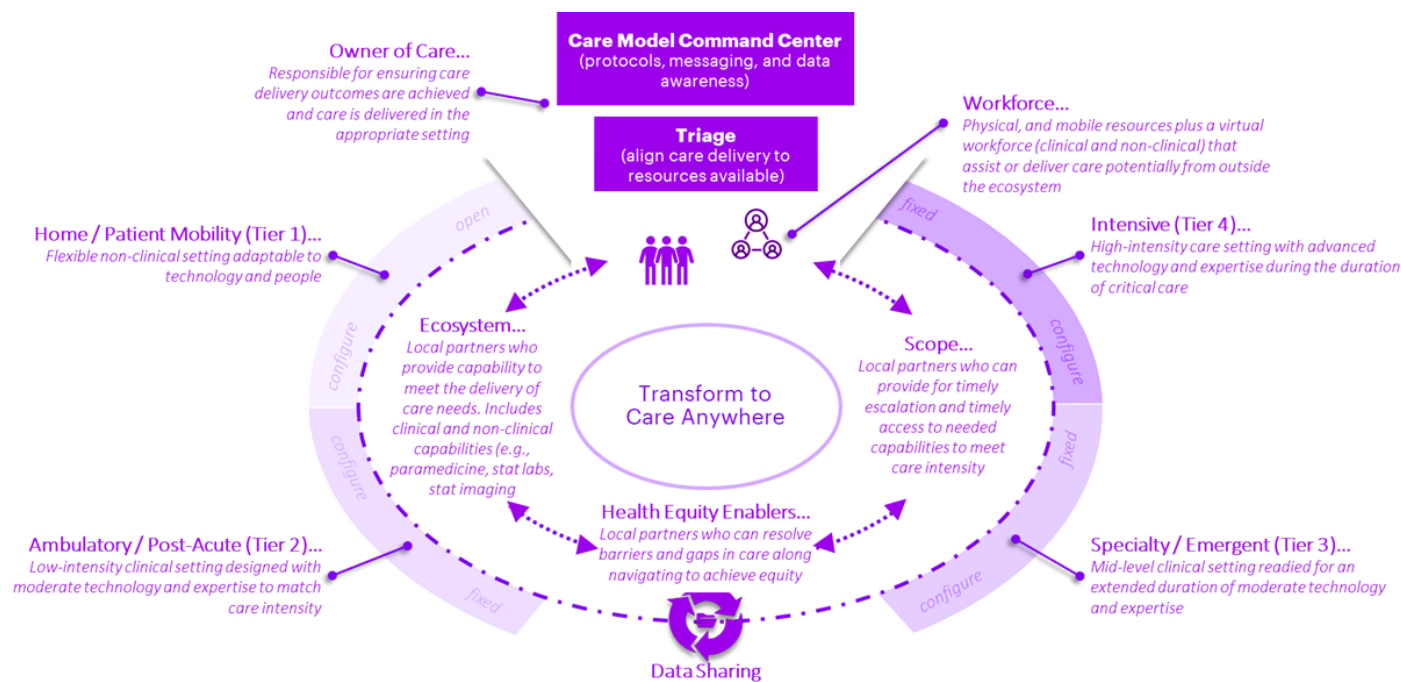 Care Model Command Center
(protocols, messaging, and data
awareness)
Owner of Care...
Responsible for ensuring care
delivery outcomes are achieved
and care is delivered in the
appropriate setting
Triage
(align care delivery to
resources available)
Workforce...
Physical, and mobile resources plus a virtual
workforce (clinical and non-clinical) that
assist or deliver care potentially from outside
the ecosystem
open
fixed
Home / Patient Mobility (Tier 1)...
Flexible non-clinical setting adaptable to
technology and people
Intensive (Tier 4)...
High-intensity care setting with advanced
technology and expertise during the duration
of critical care
configure
configure
Ecosystem...
Local partners who
provide capability to
meet the delivery of
care needs. Includes
clinical and non-clinical
capabilities (e.g.,
paramedicine, stat labs,
stat imaging
Transform to
Care Anywhere
Scope...
Local partners who can
provide for timely
escalation and timely
access to needed
capabilities to meet
care intensity
configure
fixed
Health Equity Enablers...
Local partners who can resolve
barriers and gaps in care along
navigating to achieve equity
Ambulatory / Post-Acute (Tier 2)...
Low-intensity clinical setting designed with
moderate technology and expertise to match
care intensity
fixed
configure
Specialty / Emergent (Tier 3)...
Mid-level clinical setting readied for an
extended duration of moderate technology
and expertise
Data Sharing